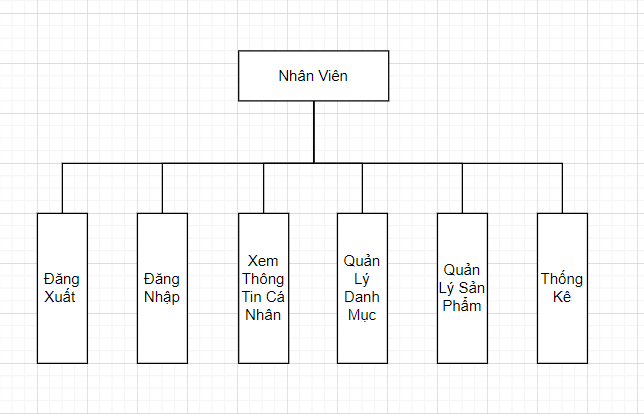 Nhân Viên
Đăng
Xuất
Đăng
Nhập
Xem
Thông
Tin Cá
Nhân
Quản
Lý
Danh
Mục
Quản
Lý Sản
Phẩm
Thống
Kê